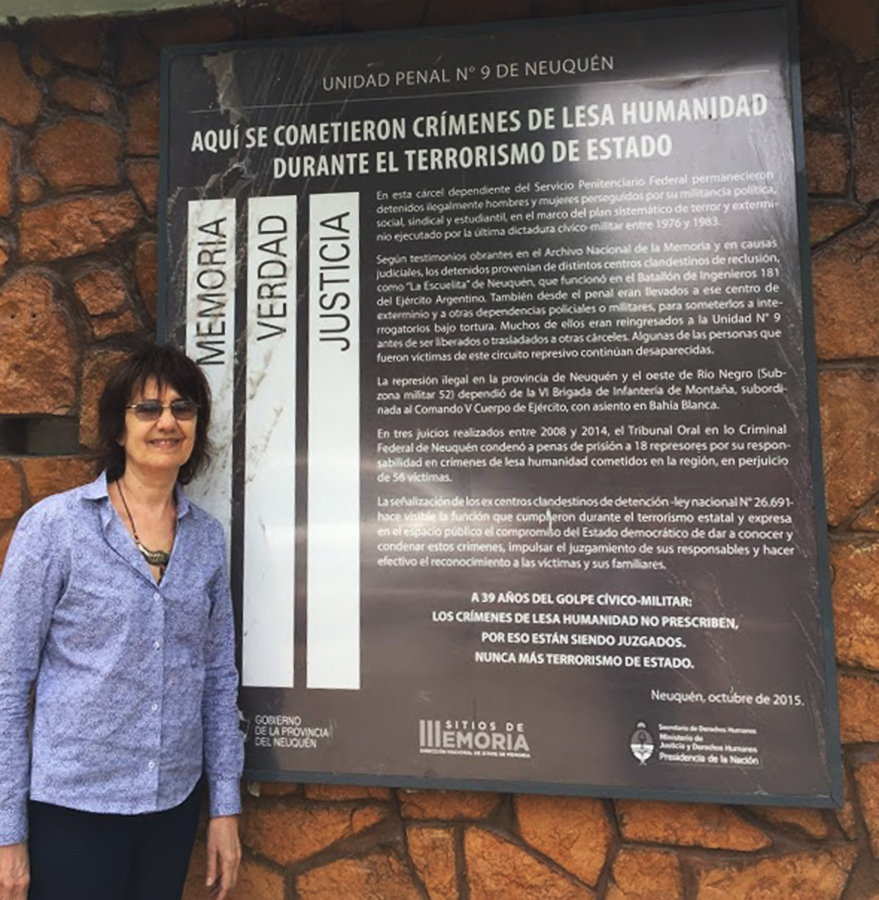 UNIDAD PENAL N° 9 DE NEUQUÉN
AQUÍ SE COMETIERON CRÍMENES DE LESA HUMANIDAD
DURANTE EL TERRORISMO DE ESTADO
MEMORIA
VERDAD
JUSTICIA
En esta cárcel dependiente del Servicio Penitenciario Federal permanecieron
detenidos ilegalmente hombres y mujeres perseguidos por su militancia política,
social, sindical y estudiantil, en el marco del plan sistemático de terror y extermi-
nio ejecutado por la última dictadura cívico-militar entre 1976 y 1983.
Según testimonios obrantes en el Archivo Nacional de la Memoria y en causas
judiciales, los detenidos provenían de distintos centros clandestinos de reclusión,
como "La Escuelita" de Neuquén, que funcionó en el Batallón de Ingenieros 181
del Ejército Argentino. También desde el penal eran llevados a ese centro de
exterminio y a otras dependencias policiales o militares, para someterlos a inte-
rrogatorios bajo tortura. Muchos de ellos eran reingresados a la Unidad N° 9
antes de ser liberados o trasladados a otras cárceles. Algunas de las personas que
fueron víctimas de este circuito represivo continúan desaparecidas.
La represión ilegal en la provincia de Neuquén y el oeste de Río Negro (Sub-
zona militar 52) dependió de la VI Brigada de Infantería de Montaña, subordi-
nada al Comando V Cuerpo de Ejército, con asiento en Bahía Blanca.
En tres juicios realizados entre 2008 y 2014, el Tribunal Oral en lo Criminal
Federal de Neuquén condenó a penas de prisión a 18 represores por su respon-
sabilidad en crímenes de lesa humanidad cometidos en la región, en perjuicio
de 56 víctimas.
La señalización de los ex centros clandestinos de detención -ley nacional N° 26.691-
hace visible la función que cumplieron durante el terrorismo estatal y expresa
en el espacio público el compromiso del Estado democrático de dar a conocer y
condenar estos crímenes, impulsar el juzgamiento de sus responsables y hacer
efectivo el reconocimiento a las víctimas y sus familiares.
A 39 AÑOS DEL GOLPE CÍVICO-MILITAR:
LOS CRÍMENES DE LESA HUMANIDAD NO PRESCRIBEN,
POR ESO ESTÁN SIENDO JUZGADOS.
NUNCA MÁS TERRORISMO DE ESTADO.
Neuquén, octubre de 2015.
GOBIERNO
DE LA PROVINCIA
DEL NEUQUÉN
SITIOS DE
MEMORIA
DIRECCIÓN NACIONAL DE SITIOS DE MEMORIA
Secretaría de Derechos Humanos
Ministerio de
Justicia y Derechos Humanos
Presidencia de la Nación